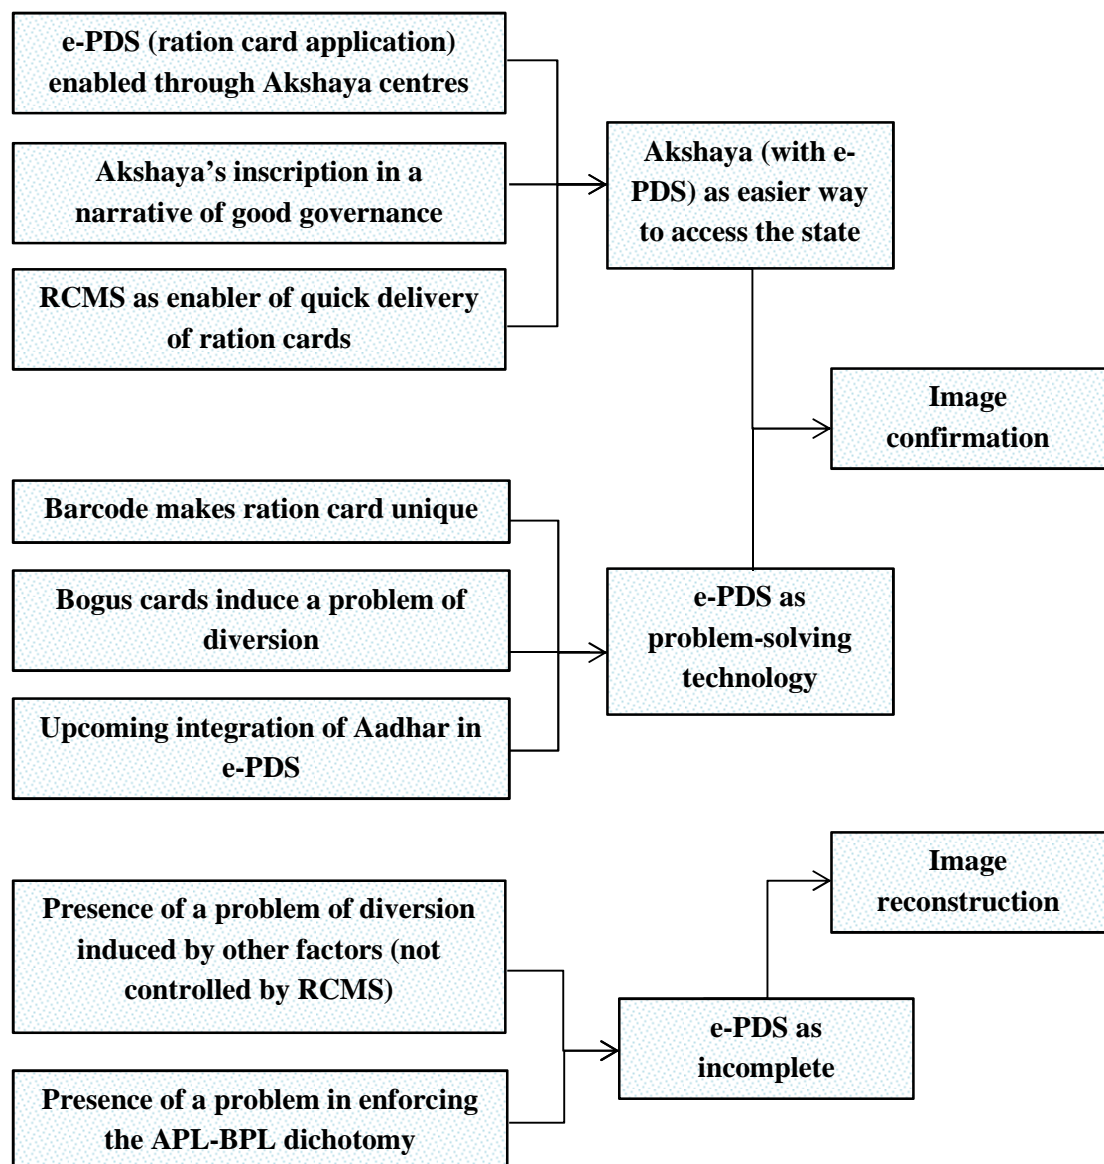 e-PDS (ration card application)
enabled through Akshaya centres
Akshaya’s inscription in a
narrative of good governance
RCMS as enabler of quick delivery
of ration cards
Akshaya (with e-
PDS) as easier way
to access the state
Image
confirmation
Barcode makes ration card unique
Bogus cards induce a problem of
diversion
Upcoming integration of Aadhar in
e-PDS
e-PDS as
problem-solving
technology
Image
reconstruction
Presence of a problem of diversion
induced by other factors (not
controlled by RCMS)
Presence of a problem in enforcing
the APL-BPL dichotomy
e-PDS as
incomplete